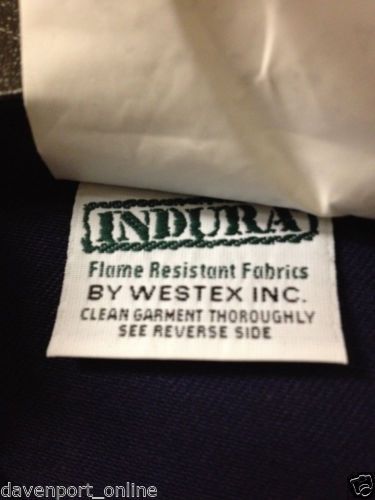 INDURA
Flame Resistant Fabrics
BY WESTEX INC.
CLEAN GARMENT THOROUGHLY
SEE REVERSE SIDE
davenport_online